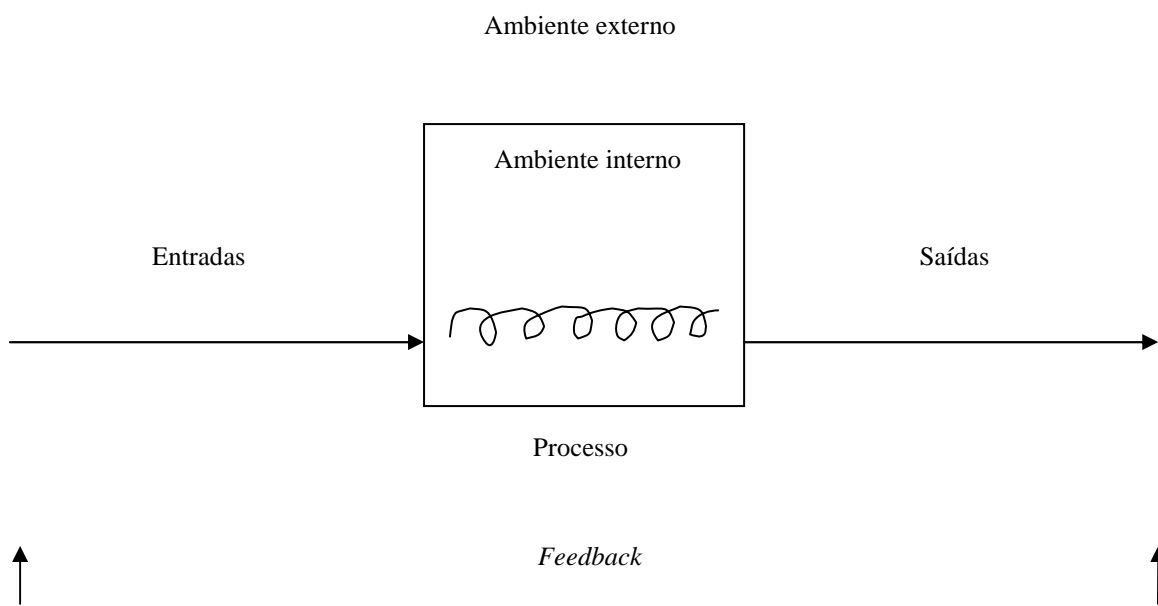 Ambiente externo
Ambiente interno
Entradas
Saídas
Processo
Feedback